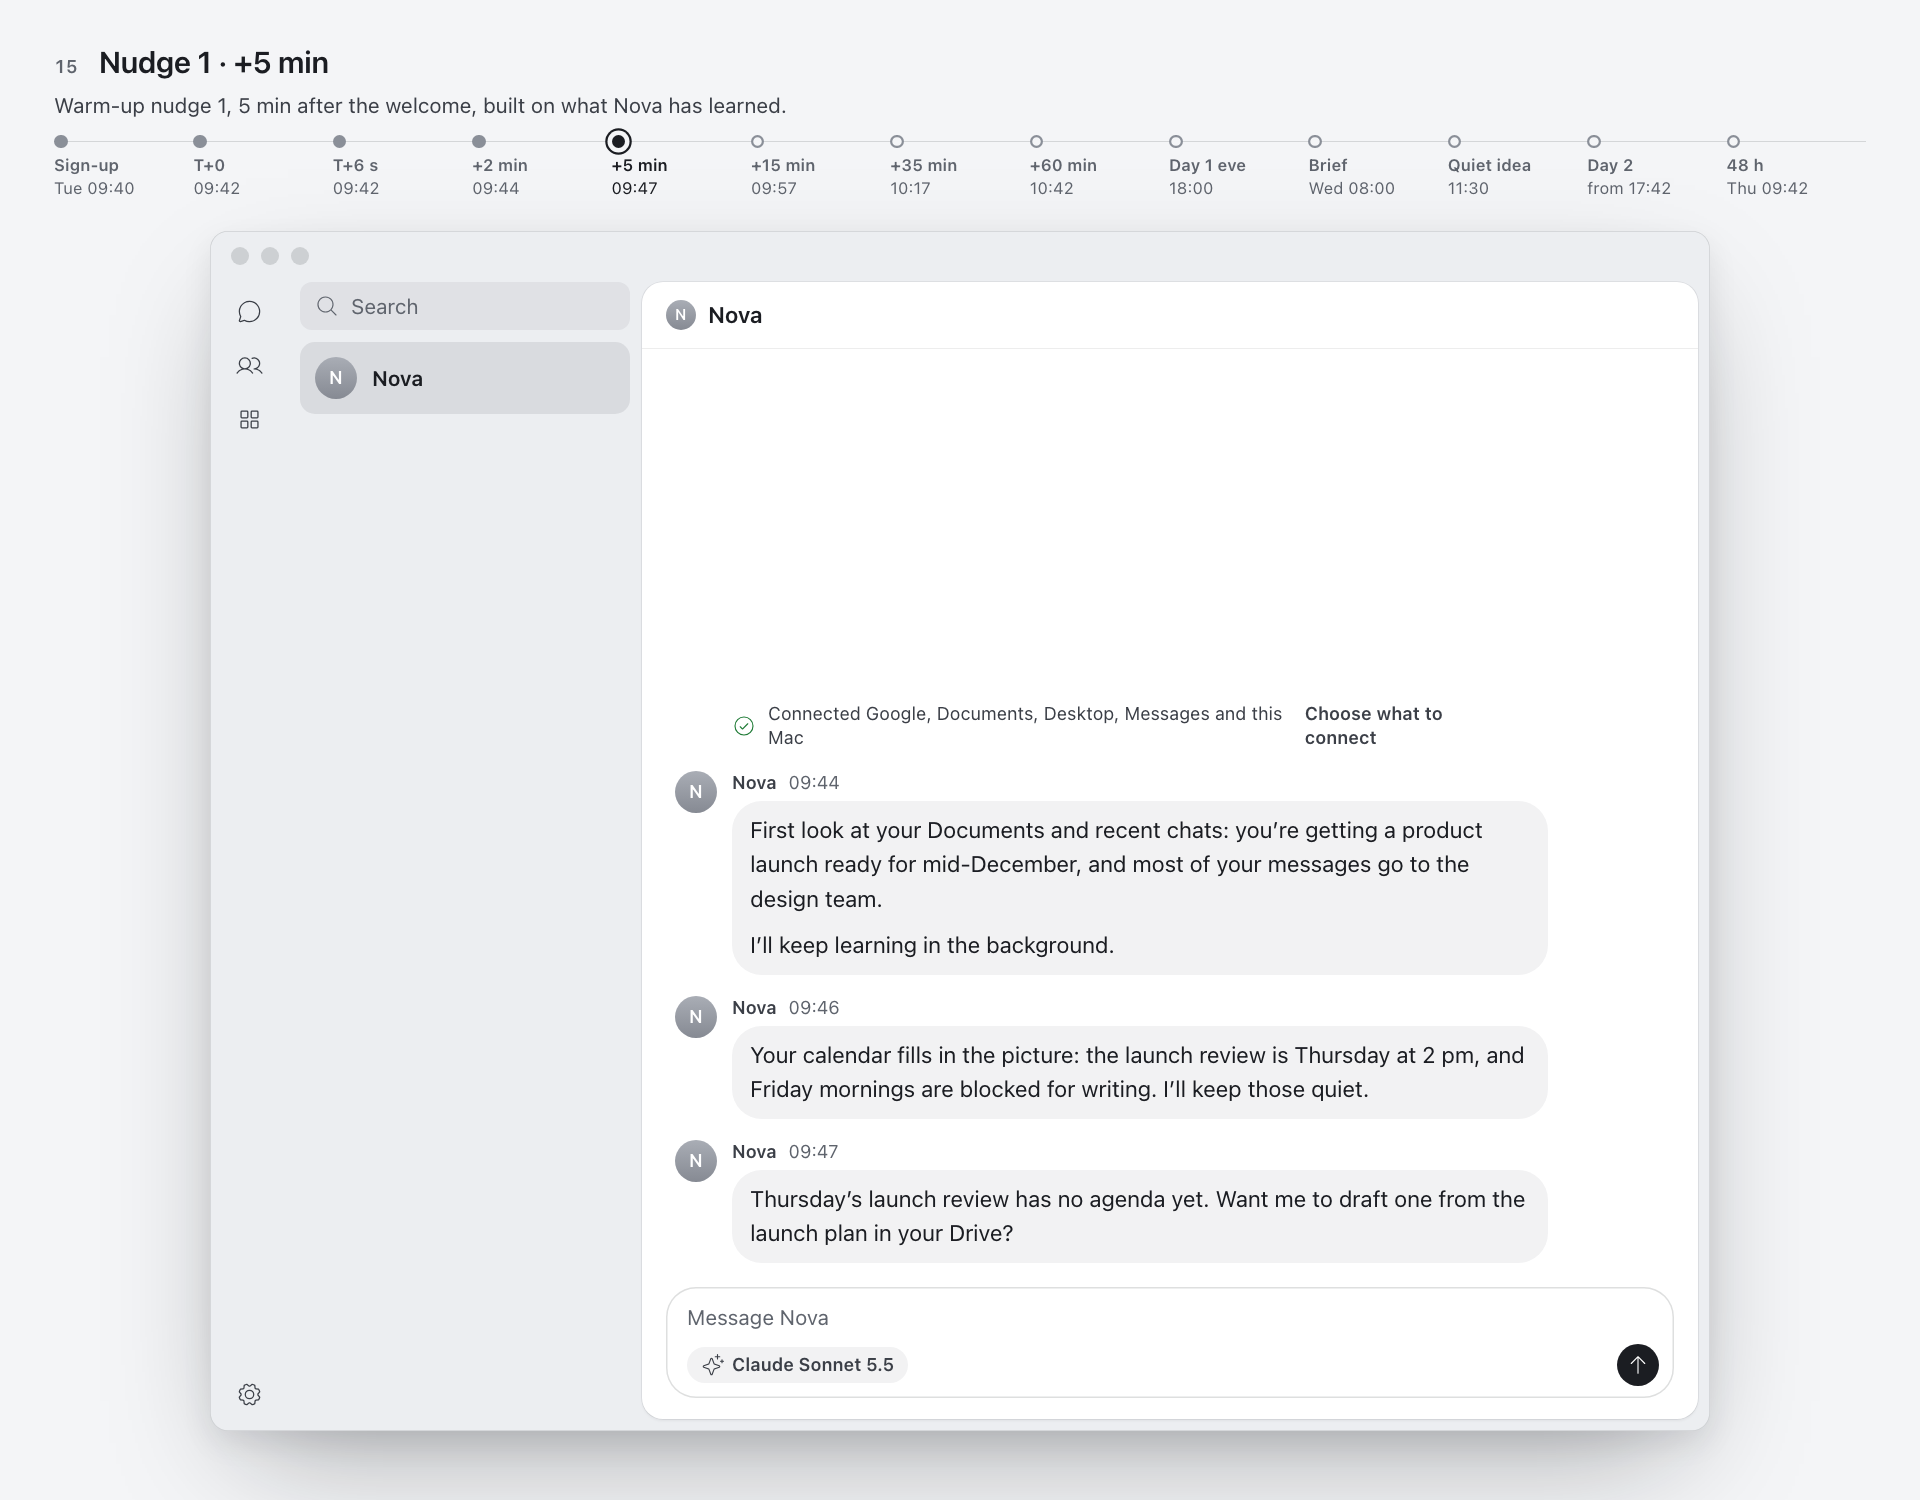 15 Nudge 1 · +5 min
Warm-up nudge 1, 5 min after the welcome, built on what Nova has learned.
Sign-up T+0 T+6 s +2 min +5 min +15 min +35 min +60 min Day 1 eve Brief Quiet idea Day 2 48 h
Tue 09:40 09:42 09:42 09:44 09:47 09:57 10:17 10:42 18:00 Wed 08:00 11:30 from 17:42 Thu 09:42
Search
N Nova
N Nova
Connected Google, Documents, Desktop, Messages and this
Mac
Choose what to
connect
Nova 09:44
N
First look at your Documents and recent chats: you’re getting a product
launch ready for mid-December, and most of your messages go to the
design team.
I’ll keep learning in the background.
Nova 09:46
N
Your calendar fills in the picture: the launch review is Thursday at 2 pm, and
Friday mornings are blocked for writing. I’ll keep those quiet.
Nova 09:47
N
Thursday’s launch review has no agenda yet. Want me to draft one from the
launch plan in your Drive?
Message Nova
Claude Sonnet 5.5